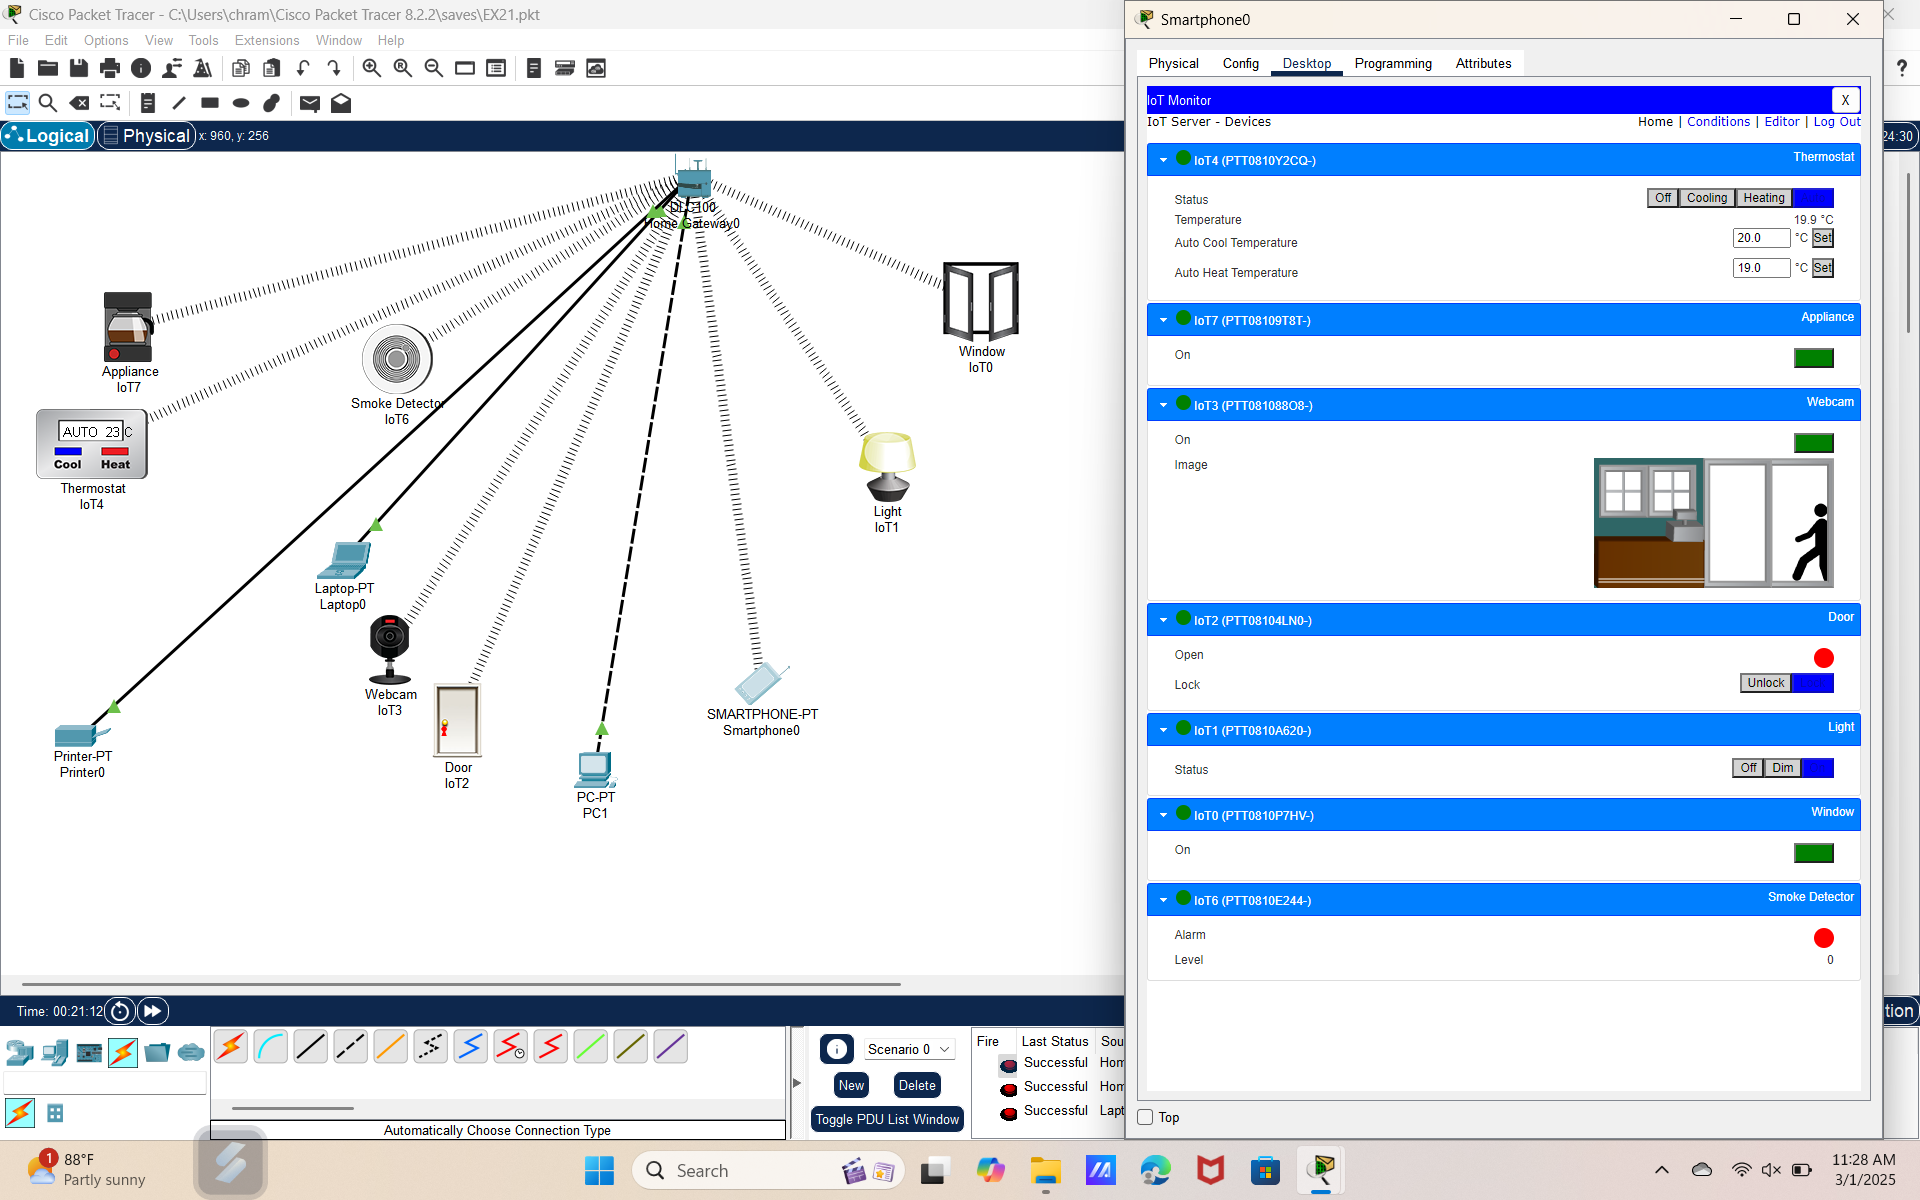 Cisco Packet Tracer - C:\Users\chram\Cisco Packet Tracer 8.2.2\saves\EX21.pkt
File Edit Options View Tools Extensions Window Help
Logical Physical x: 960, y: 256
24:30
DLC100
Home Gateway0
Window
IoT0
Appliance
IoT7
Smoke Detector
IoT6
AUTO 23C
Cool Heat
Thermostat
IoT4
Light
IoT1
Laptop-PT
Laptop0
Webcam
IoT3
SMARTPHONE-PT
Smartphone0
Printer-PT
Printer0
Door
IoT2
PC-PT
PC1
Time: 00:21:12
tion
Scenario 0
New Delete
Toggle PDU List Window
Fire Last Status Sou
Successful Hom
Successful Hom
Successful Lapt
Automatically Choose Connection Type
Smartphone0
Physical Config Desktop Programming Attributes
IoT Monitor X
IoT Server - Devices Home | Conditions | Editor | Log Out
IoT4 (PTT0810Y2CQ-) Thermostat
Status Off Cooling Heating
Temperature 19.9 °C
Auto Cool Temperature 20.0 °C Set
Auto Heat Temperature 19.0 °C Set
IoT7 (PTT08109T8T-) Appliance
On
IoT3 (PTT081088O8-) Webcam
On
Image
IoT2 (PTT08104LN0-) Door
Open
Lock Unlock
IoT1 (PTT0810A620-) Light
Status Off Dim
IoT0 (PTT0810P7HV-) Window
On
IoT6 (PTT0810E244-) Smoke Detector
Alarm
Level 0
Top
1
88°F
Partly sunny
Search
11:28 AM
3/1/2025